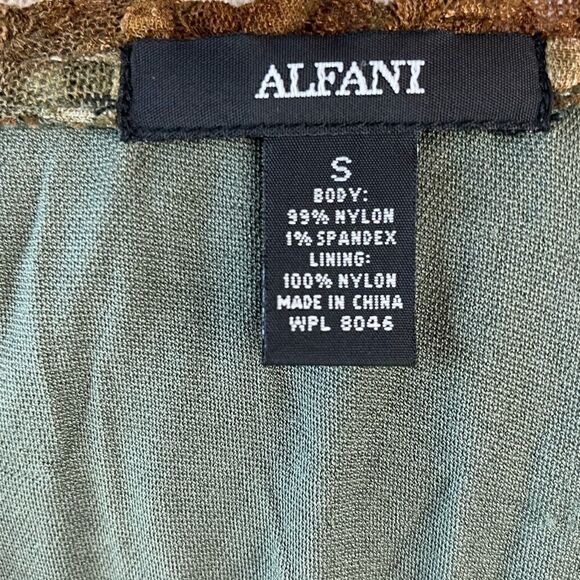 ALFANI
S
BODY:
99% NYLON
1% SPANDEX
LINING:
100% NYLON
MADE IN CHINA
WPL 8046